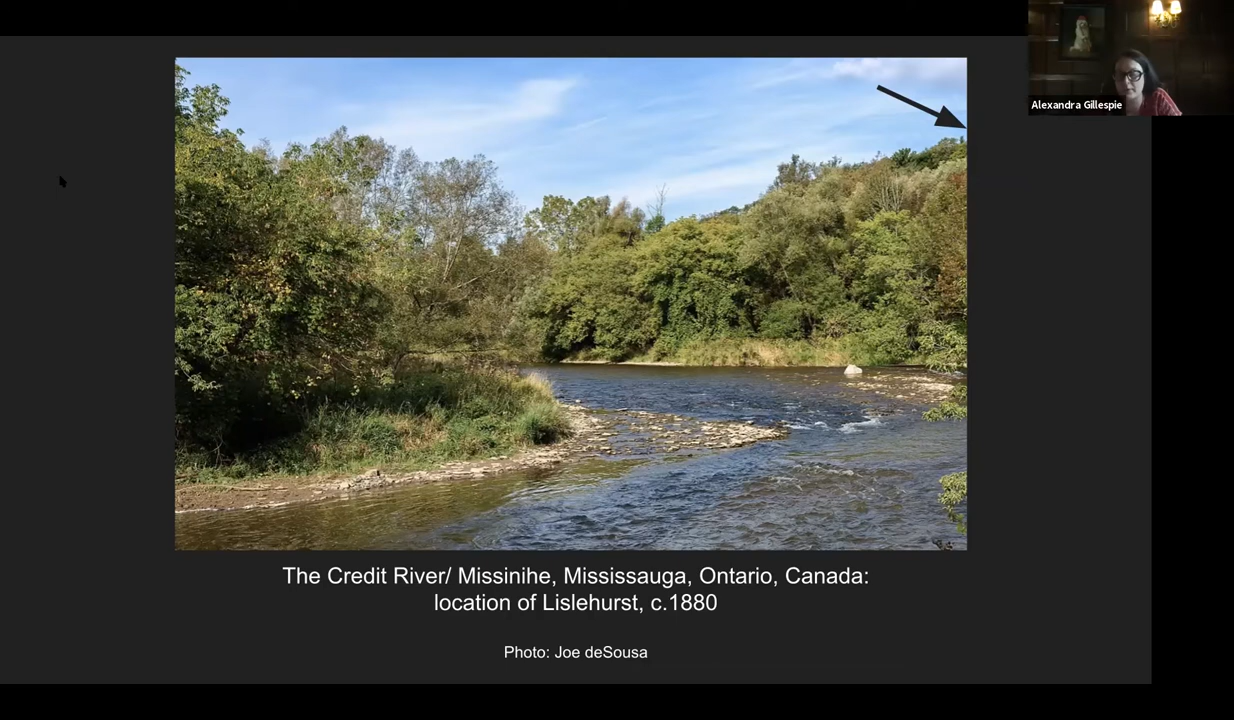 Alexandra Gillespie
The Credit River/ Missinihe, Mississauga, Ontario, Canada:
location of Lislehurst, c.1880
Photo: Joe deSousa